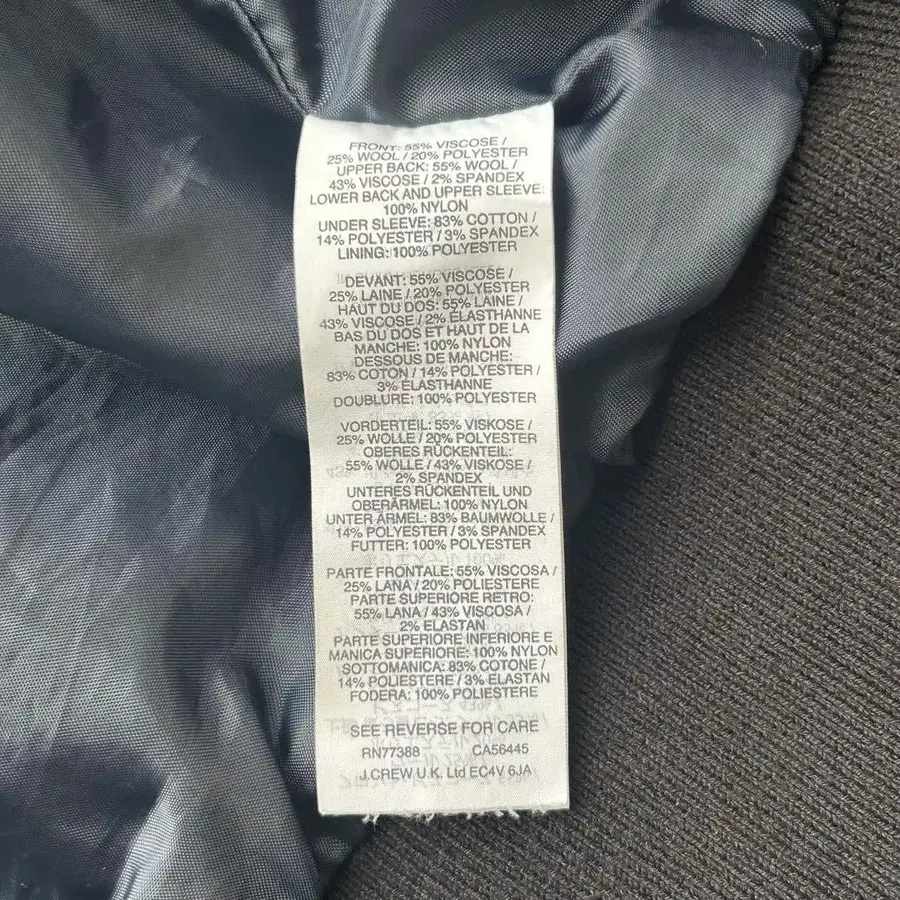 FRONT: 55% VISCOSE /
25% WOOL / 20% POLYESTER
UPPER BACK: 55% WOOL /
43% VISCOSE / 2% SPANDEX
LOWER BACK AND UPPER SLEEVE:
100% NYLON
UNDER SLEEVE: 83% COTTON /
14% POLYESTER / 3% SPANDEX
LINING: 100% POLYESTER
DEVANT: 55% VISCOSE /
25% LAINE / 20% POLYESTER
HAUT DU DOS: 55% LAINE /
43% VISCOSE / 2% ÉLASTHANNE
BAS DU DOS ET HAUT DE LA
MANCHE: 100% NYLON
DESSOUS DE MANCHE:
83% COTON / 14% POLYESTER /
3% ÉLASTHANNE
DOUBLURE: 100% POLYESTER
VORDERTEIL: 55% VISKOSE /
25% WOLLE / 20% POLYESTER
OBERES RÜCKENTEIL:
55% WOLLE / 43% VISKOSE /
2% SPANDEX
UNTERES RÜCKENTEIL UND
OBERÄRMEL: 100% NYLON
UNTER ÄRMEL: 83% BAUMWOLLE /
14% POLYESTER / 3% SPANDEX
FUTTER: 100% POLYESTER
PARTE FRONTALE: 55% VISCOSA /
25% LANA / 20% POLIESTERE
PARTE SUPERIORE RETRO:
55% LANA / 43% VISCOSA /
2% ELASTAN
PARTE SUPERIORE INFERIORE E
MANICA SUPERIORE: 100% NYLON
SOTTOMANICA: 83% COTONE /
14% POLIESTERE / 3% ELASTAN
FODERA: 100% POLIESTERE
SEE REVERSE FOR CARE
RN77388 CA56445
J.CREW U.K. Ltd EC4V 6JA